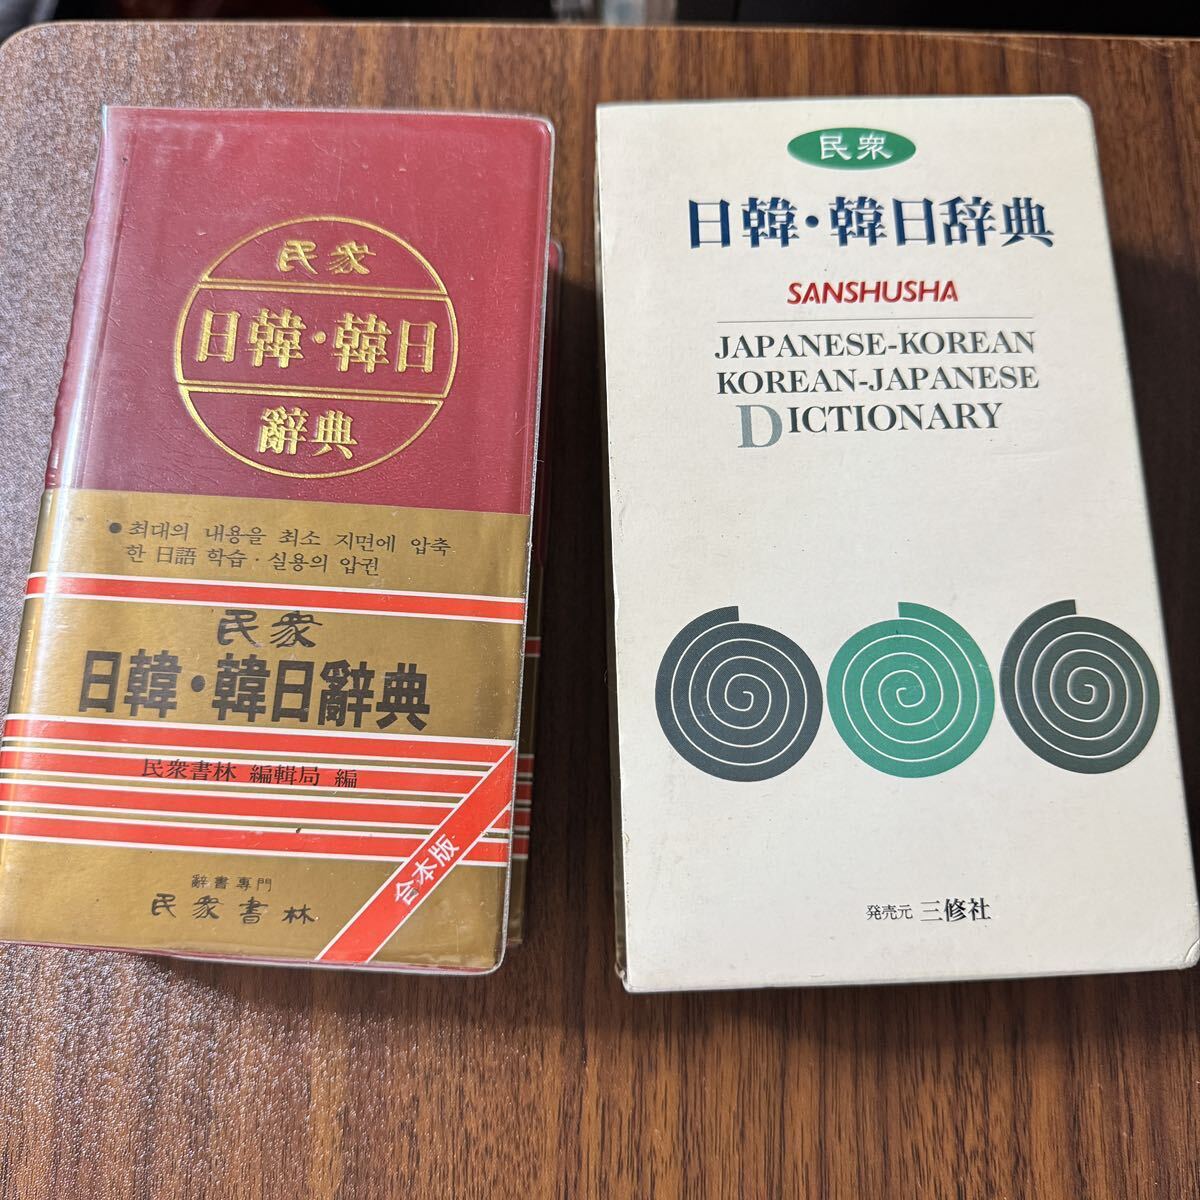 民衆
日韓·韓日
辭典
● 최대의 내용을 최소 지면에 압축
한 日語 학습 · 실용의 압권
民衆
日韓·韓日辭典
民衆書林 編輯局 編
合本版
辭書専門
民衆書林
民衆
日韓·韓日辞典
SANSHUSHA
JAPANESE-KOREAN
KOREAN-JAPANESE
DICTIONARY
発売元 三修社